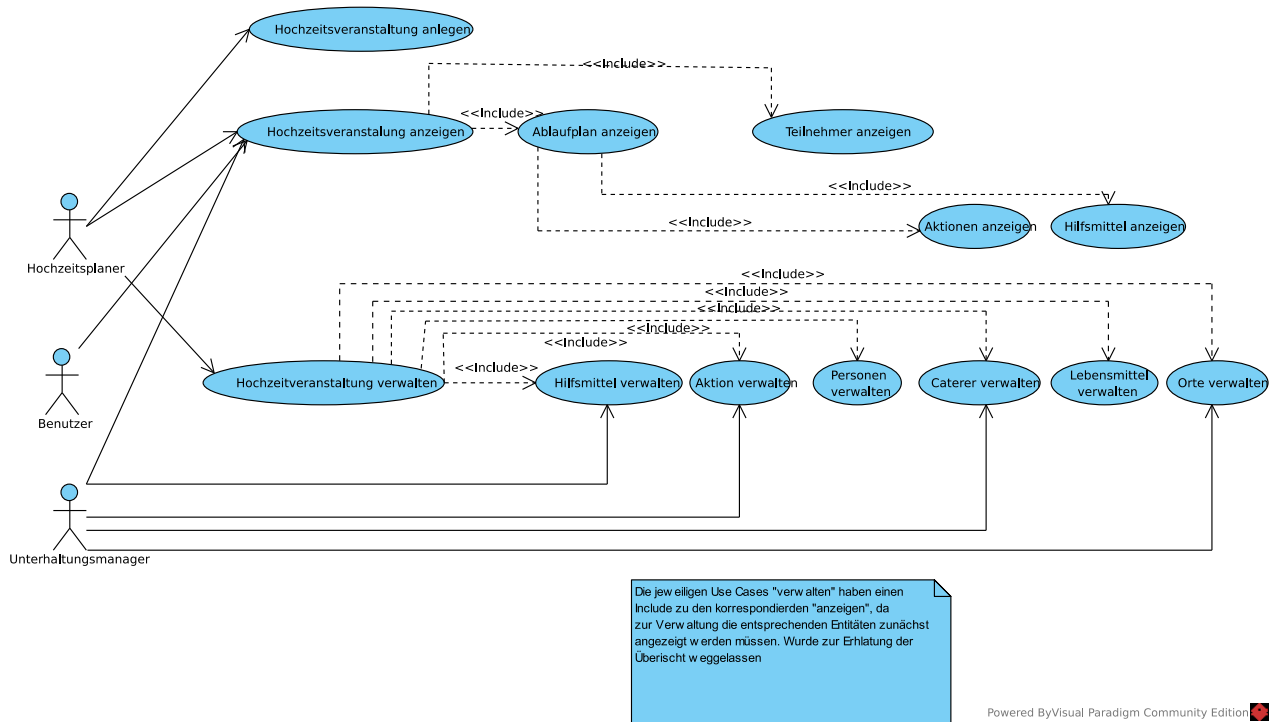 Hochzeitsveranstaltung anlegen
<<Include>>
<<Include>>
Hochzeitsveranstalung anzeigen
Ablaufplan anzeigen
Teilnehmer anzeigen
<<Include>>
<<Include>>
Aktionen anzeigen
Hilfsmittel anzeigen
Hochzeitsplaner
<<Include>>
<<Include>>
<<Include>>
<<Include>>
<<Include>>
<<Include>>
Hochzeitveranstaltung verwalten
Hilfsmittel verwalten
Aktion verwalten
Personen
verwalten
Caterer verwalten
Lebensmittel
verwalten
Orte verwalten
Benutzer
Unterhaltungsmanager
Die jeweiligen Use Cases "verwalten" haben einen
Include zu den korrespondierden "anzeigen", da
zur Verwaltung die entsprechenden Entitäten zunächst
angezeigt werden müssen. Wurde zur Erhlatung der
Überischt weggelassen
Powered ByVisual Paradigm Community Edition